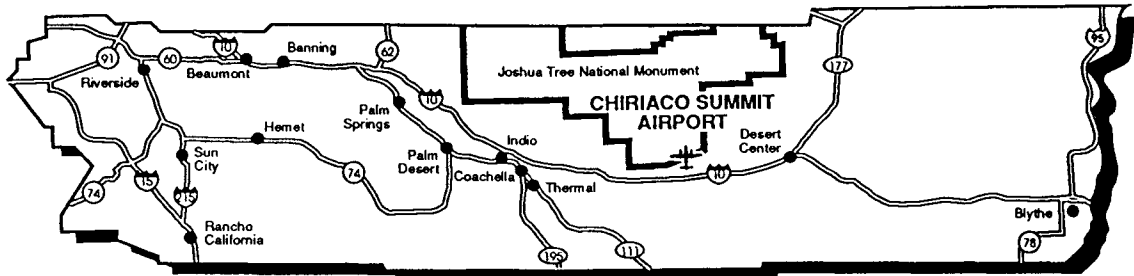 10
95
91
60
Banning
62
Riverside
Beaumont
Joshua Tree National Monument
177
10
CHIRIACO SUMMIT
AIRPORT
Palm
Springs
Hemet
Indio
Desert
Center
Sun
City
Palm
Desert
74
Coachella
Thermal
10
74
15
215
Blythe
Rancho
California
195
111
78